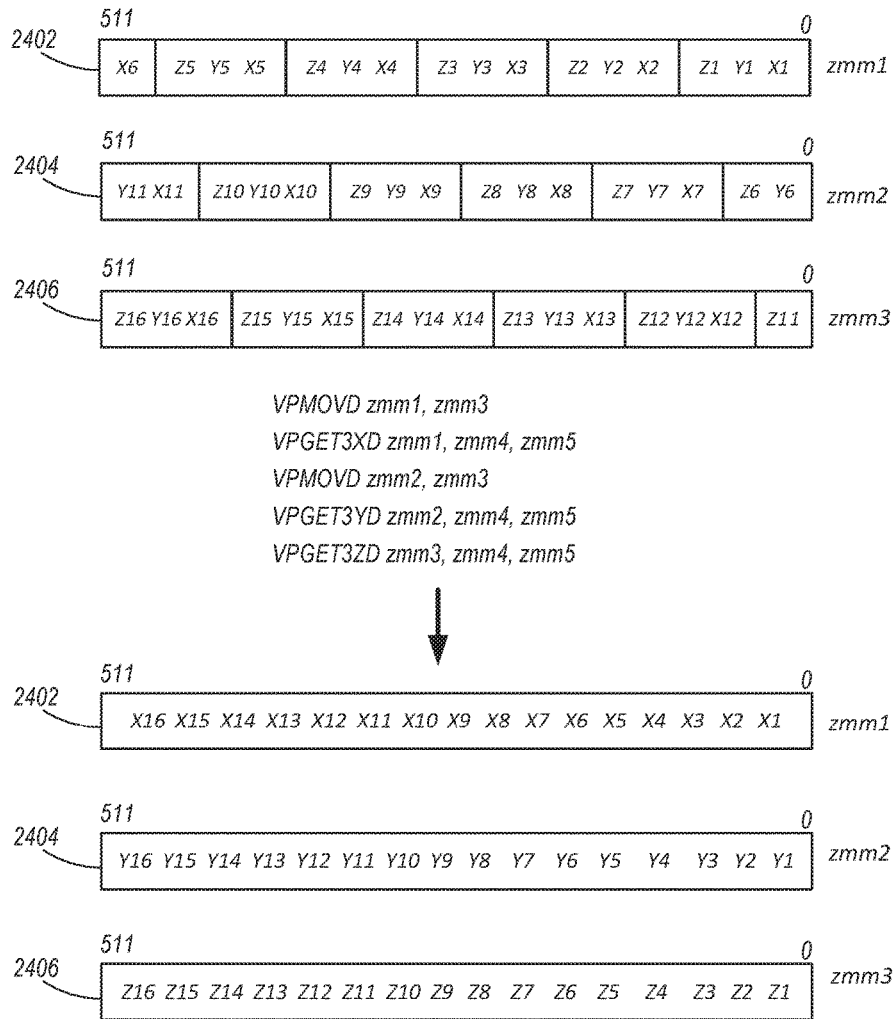 511 0
2402 X6 Z5 Y5 X5 Z4 Y4 X4 Z3 Y3 X3 Z2 Y2 X2 Z1 Y1 X1 zmm1
511 0
2404 Y11 X11 Z10 Y10 X10 Z9 Y9 X9 Z8 Y8 X8 Z7 Y7 X7 Z6 Y6 zmm2
511 0
2406 Z16 Y16 X16 Z15 Y15 X15 Z14 Y14 X14 Z13 Y13 X13 Z12 Y12 X12 Z11 zmm3
VPMOVD zmm1, zmm3
VPGET3XD zmm1, zmm4, zmm5
VPMOVD zmm2, zmm3
VPGET3YD zmm2, zmm4, zmm5
VPGET3ZD zmm3, zmm4, zmm5
511 0
2402 X16 X15 X14 X13 X12 X11 X10 X9 X8 X7 X6 X5 X4 X3 X2 X1 zmm1
511 0
2404 Y16 Y15 Y14 Y13 Y12 Y11 Y10 Y9 Y8 Y7 Y6 Y5 Y4 Y3 Y2 Y1 zmm2
511 0
2406 Z16 Z15 Z14 Z13 Z12 Z11 Z10 Z9 Z8 Z7 Z6 Z5 Z4 Z3 Z2 Z1 zmm3